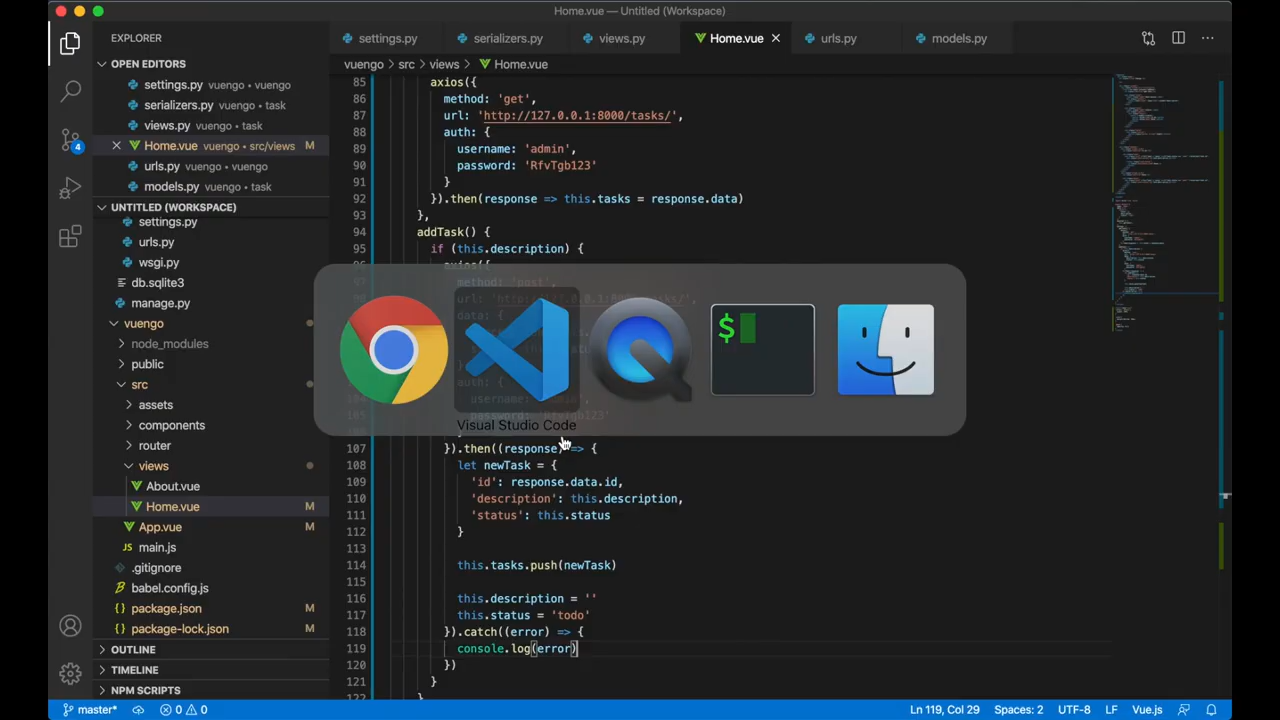 Home.vue — Untitled (Workspace)
EXPLORER
OPEN EDITORS
settings.py vuengo
serializers.py vuengo • task
views.py vuengo • task
Home.vue vuengo • src/views M
urls.py vuengo • vuengo
models.py vuengo • task
UNTITLED (WORKSPACE)
settings.py
urls.py
wsgi.py
db.sqlite3
manage.py
vuengo
node_modules
public
src
assets
components
router
views
About.vue
Home.vue M
App.vue M
JS main.js
.gitignore
babel.config.js
package.json M
package-lock.json M
OUTLINE
TIMELINE
NPM SCRIPTS
4
settings.py
serializers.py
views.py
Home.vue
urls.py
models.py
vuengo > src > views > Home.vue
85 axios({
86 method: 'get',
87 url: 'http://127.0.0.1:8000/tasks/',
88 auth: {
89 username: 'admin',
90 password: 'RfvTgb123'
91 }
92 }).then(response => this.tasks = response.data)
93 },
94 addTask() {
95 if (this.description) {
Visual Studio Code
$
107 }).then((response) => {
108 let newTask = {
109 'id': response.data.id,
110 'description': this.description,
111 'status': this.status
112 }
113
114 this.tasks.push(newTask)
115
116 this.description = ''
117 this.status = 'todo'
118 }).catch((error) => {
119 console.log(error)
120 })
121 }
122 }
master*
0 0
Ln 119, Col 29
Spaces: 2
UTF-8
LF
Vue.js